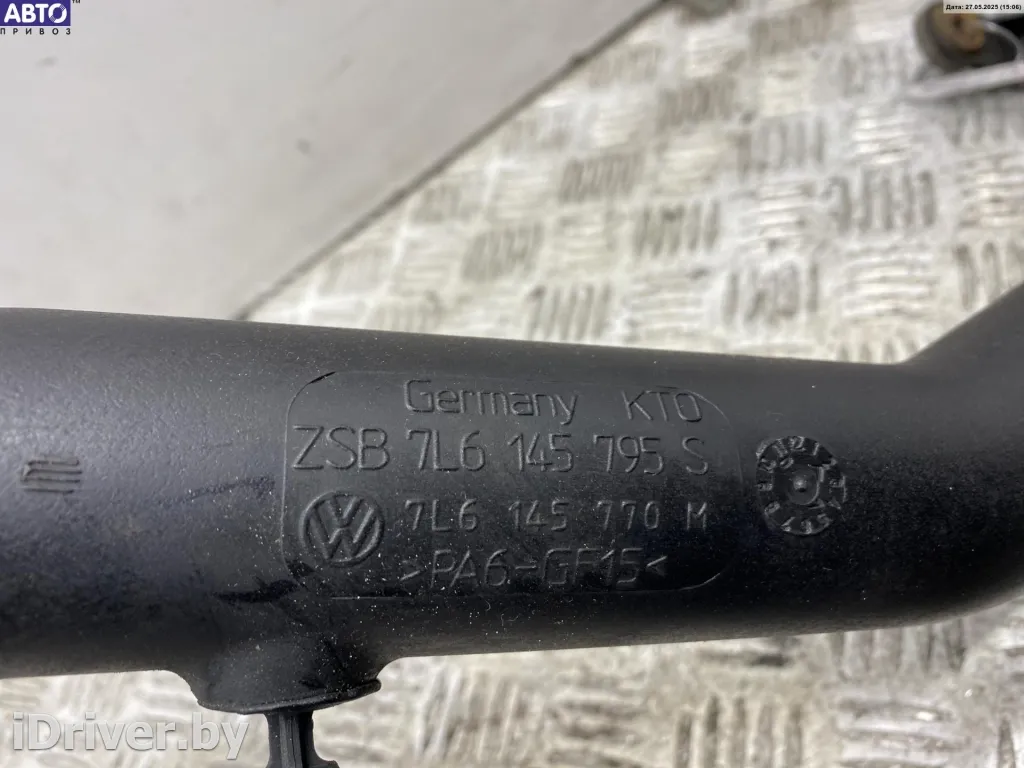 АВТО
ПРИВОЗ
Дата: 27.05.2025 (15:06)
Germany KTO
ZSB 7L6 145 795 S
7L6 145 770 M
>PA6-GF15<
iDriver.by